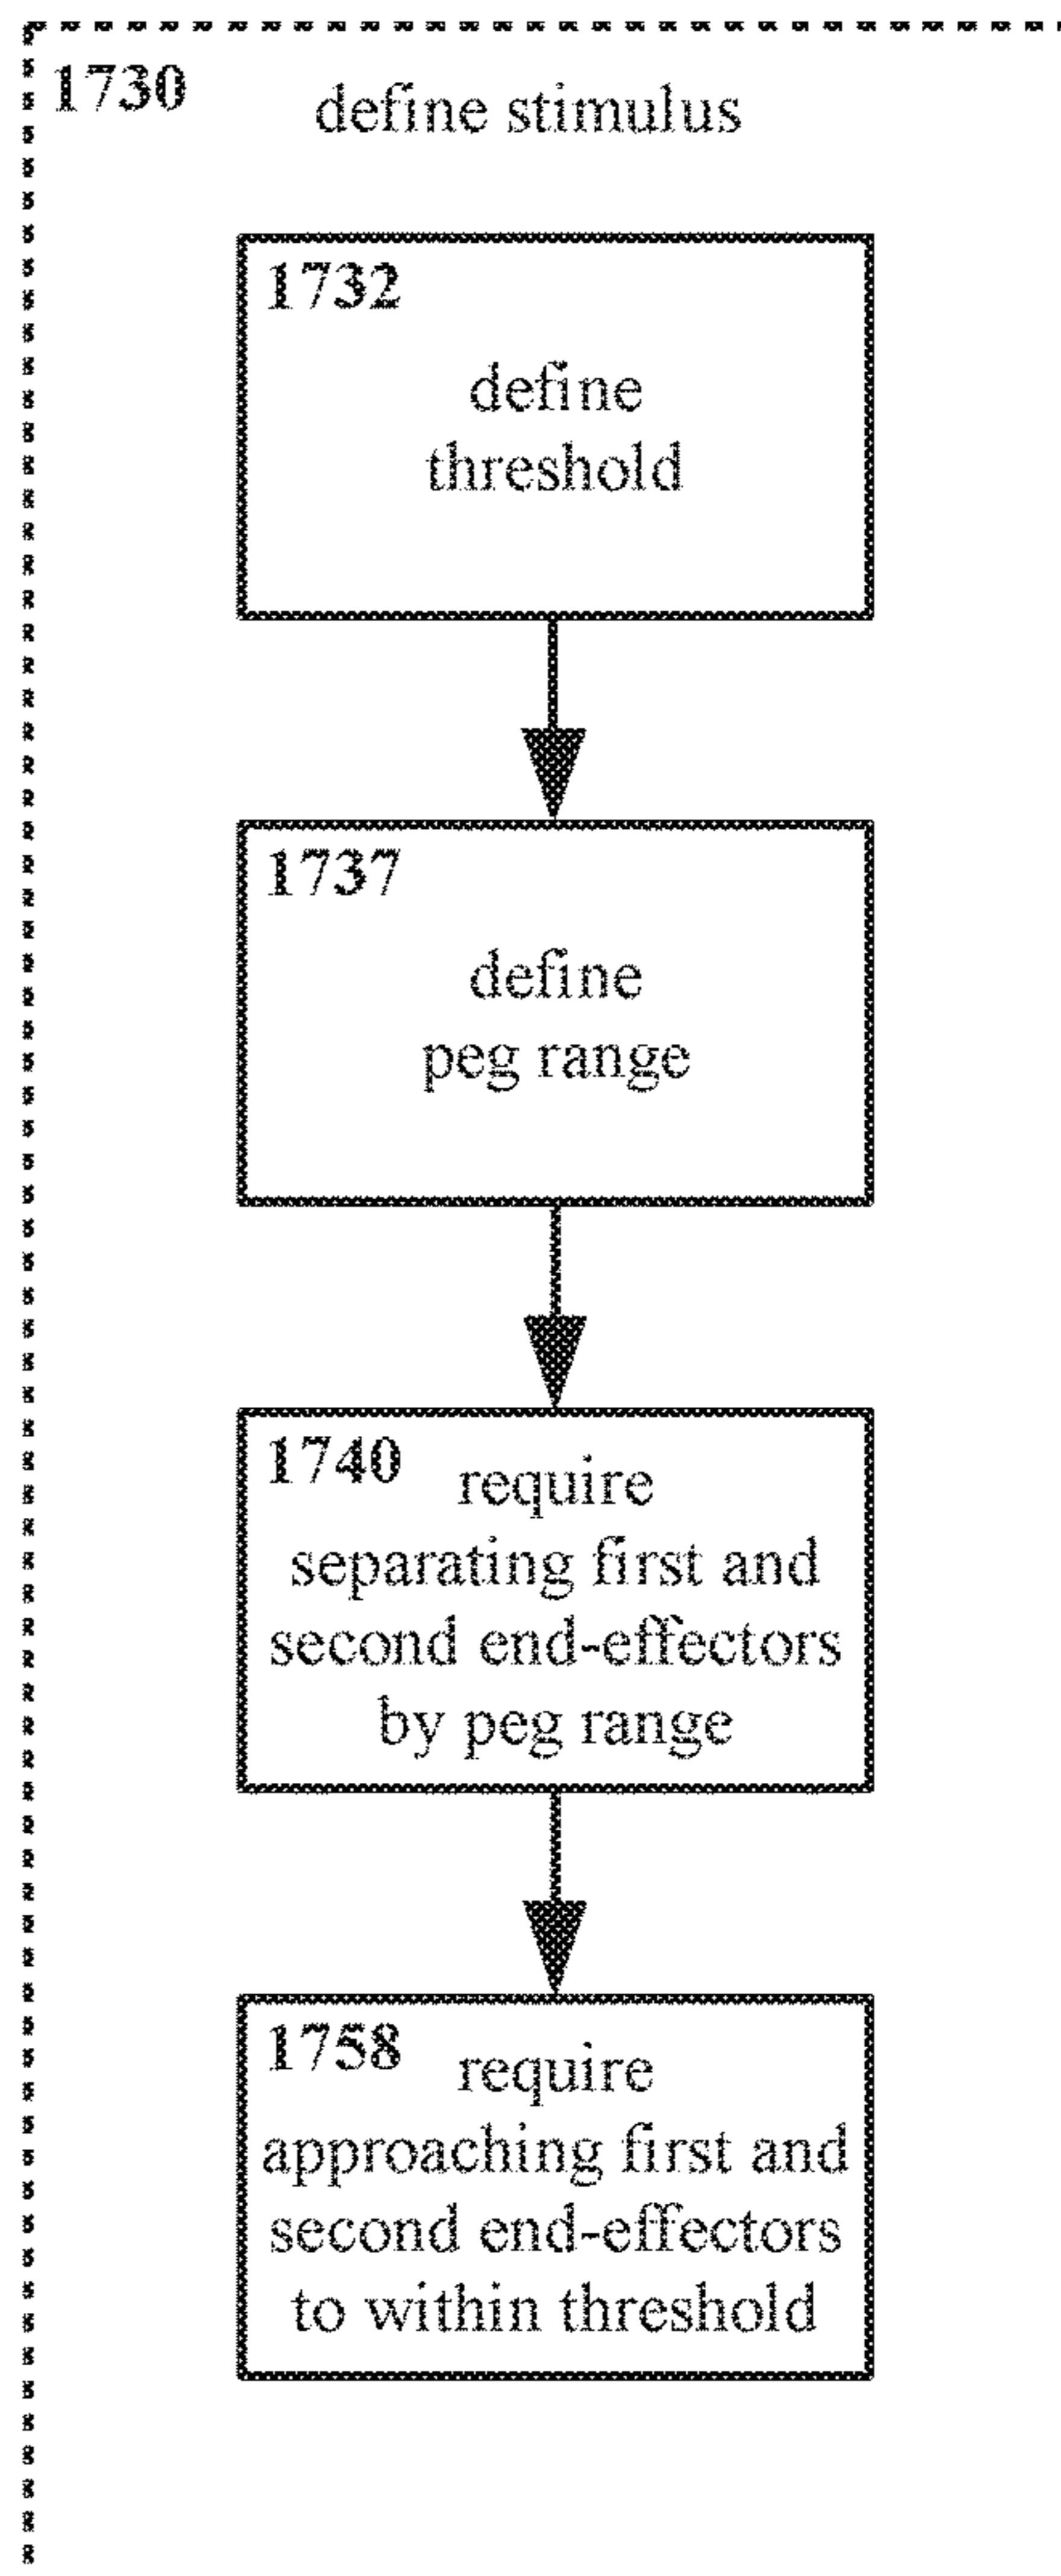 1730
define stimulus
1732
define
threshold
1737
define
peg range
1740
require
separating first and
second end-effectors
by peg range
1758
require
approaching first and
second end-effectors
to within threshold